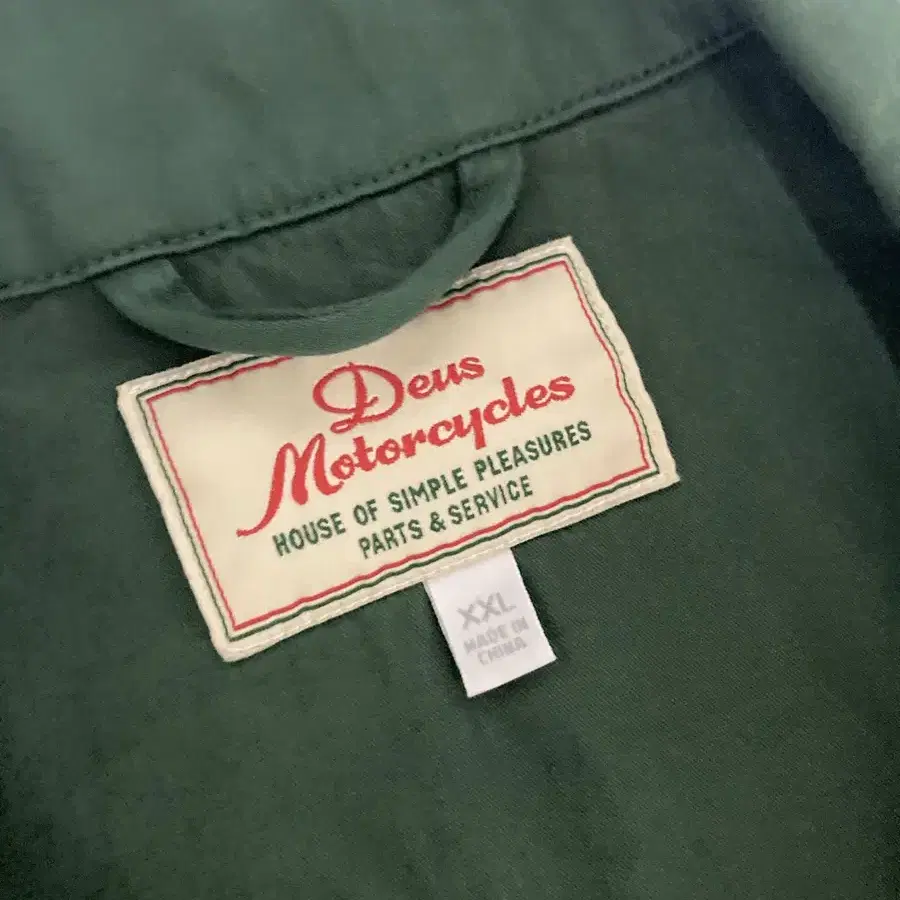 Deus
Motorcycles
HOUSE OF SIMPLE PLEASURES
PARTS & SERVICE
XXL
MADE IN
CHINA